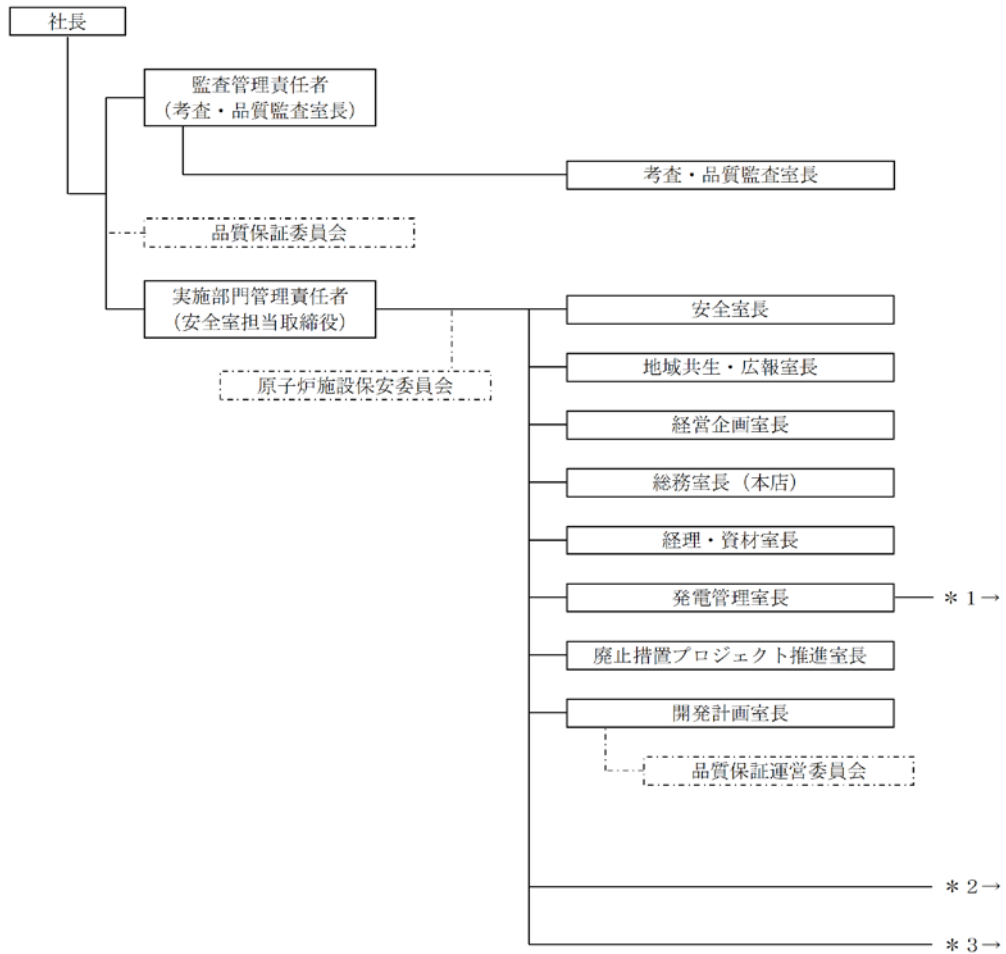 社長
監査管理責任者
(考査・品質監査室長)
考査・品質監査室長
品質保証委員会
実施部門管理責任者
(安全室担当取締役)
安全室長
地域共生・広報室長
原子炉施設保安委員会
経営企画室長
総務室長(本店)
経理・資材室長
発電管理室長
*1→
廃止措置プロジェクト推進室長
開発計画室長
品質保証運営委員会
*2→
*3→